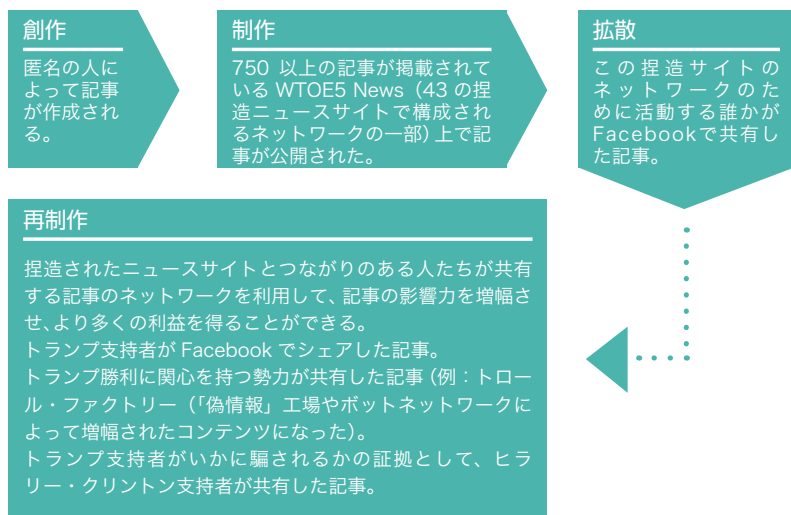 創作
匿名の人に
よって記事
が作成され
る。
制作
750 以上の記事が掲載されて
いる WTOE5 News（43 の捏
造ニュースサイトで構成され
るネットワークの一部）上で記
事が公開された。
拡散
この捏造サイトの
ネットワークのた
めに活動する誰かが
Facebookで共有し
た記事。
再制作
捏造されたニュースサイトとつながりのある人たちが共有
する記事のネットワークを利用して、記事の影響力を増幅さ
せ、より多くの利益を得ることができる。
トランプ支持者が Facebook でシェアした記事。
トランプ勝利に関心を持つ勢力が共有した記事（例：トロー
ル・ファクトリー（「偽情報」工場やボットネットワークに
よって増幅されたコンテンツになった）。
トランプ支持者がいかに騙されるかの証拠として、ヒラ
リー・クリントン支持者が共有した記事。